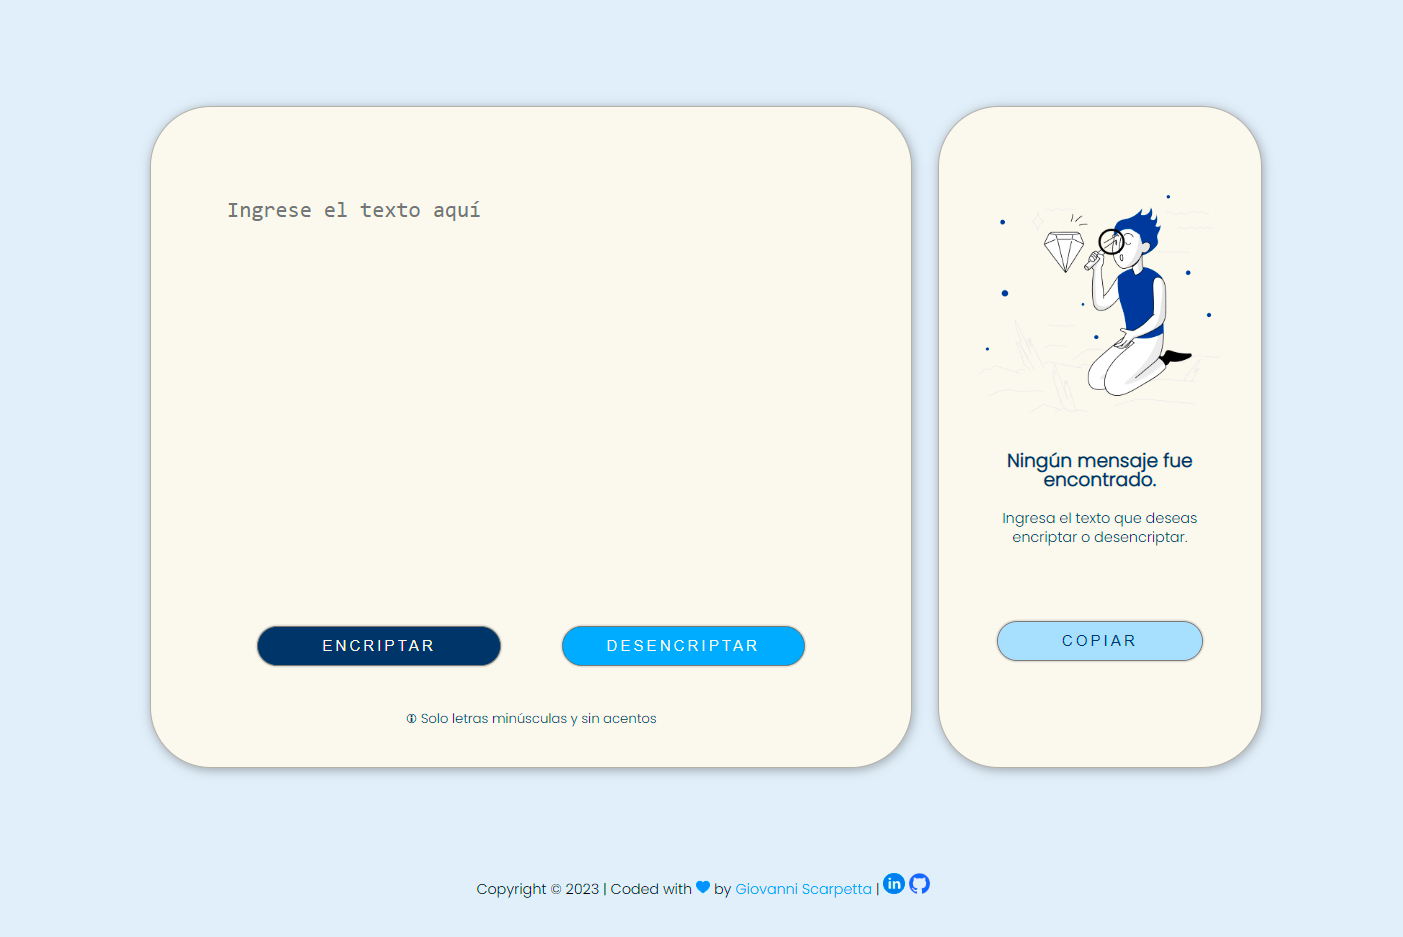 Ingrese el texto aquí
ENCRIPTAR
DESENCRIPTAR
Solo letras minúsculas y sin acentos
Ningún mensaje fue
encontrado.
Ingresa el texto que deseas
encriptar o desencriptar.
COPIAR
Copyright © 2023 | Coded with by Giovanni Scarpetta | in